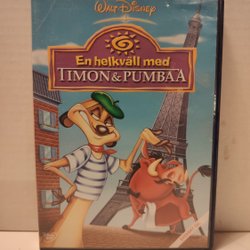 WALT DISNEY
En helkväll med
TIMON & PUMBAA